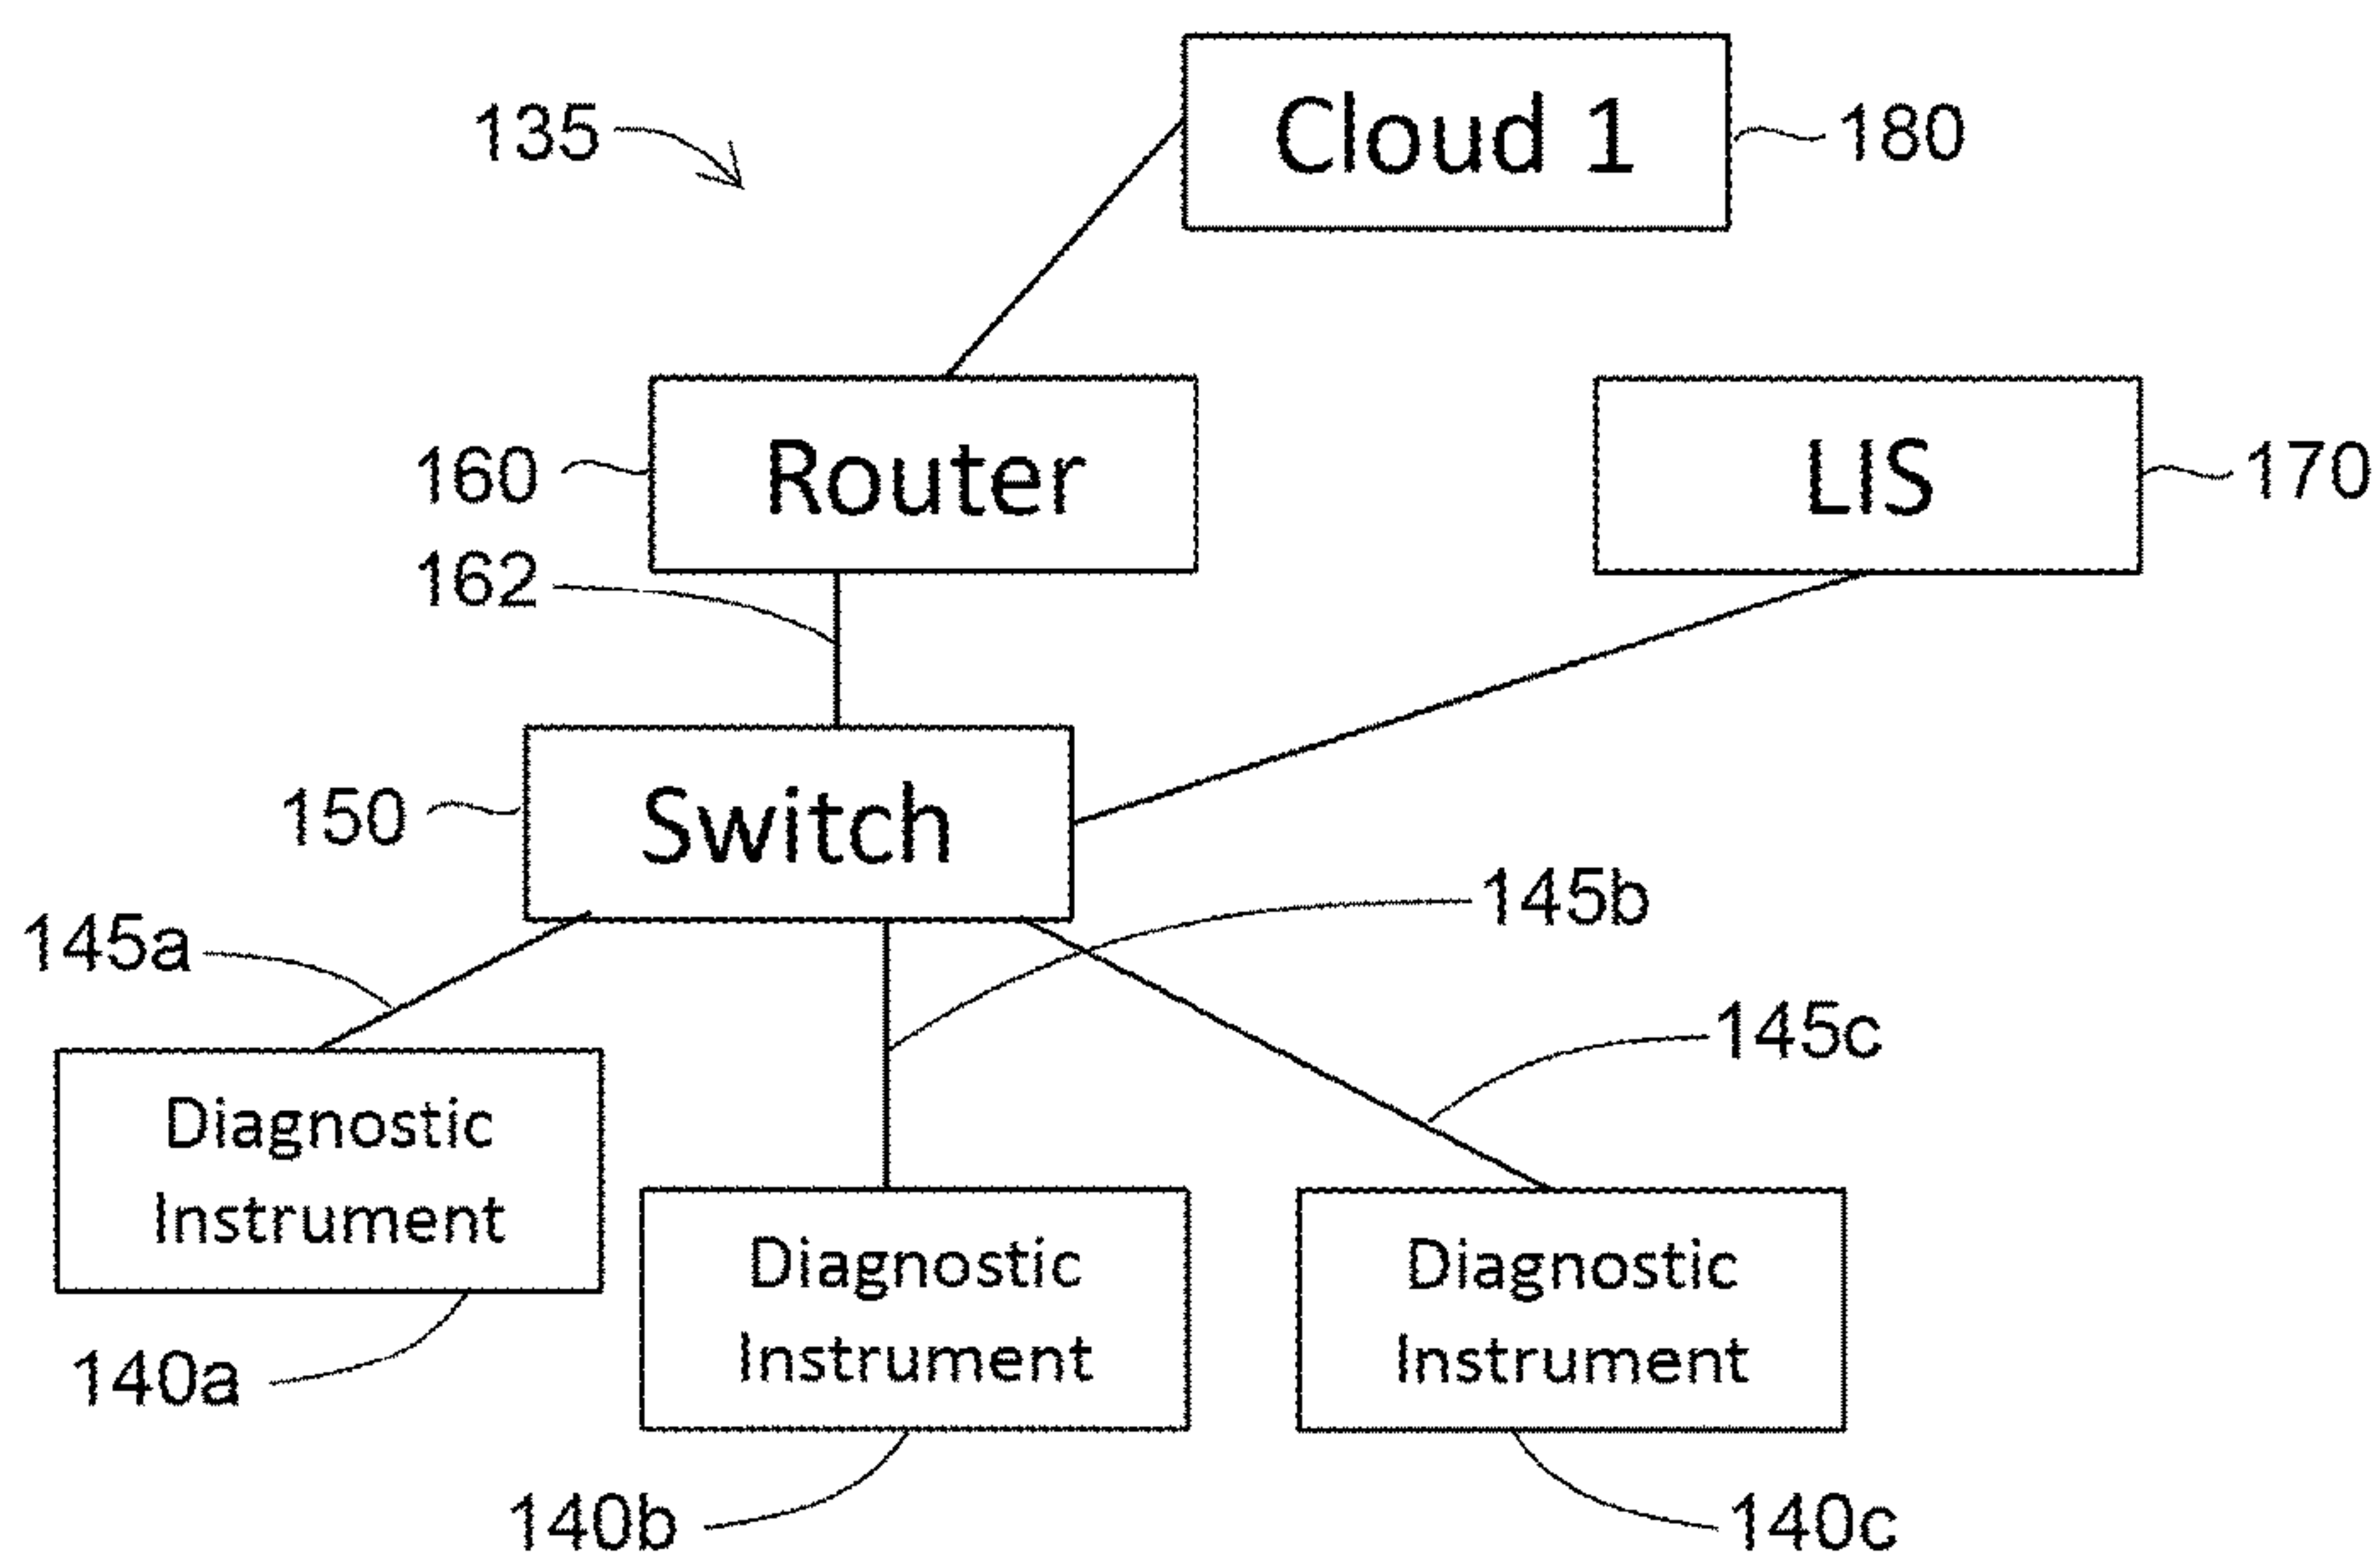 135
Cloud 1
180
160
Router
LIS
170
162
150
Switch
145a
145b
145c
Diagnostic
Instrument
Diagnostic
Instrument
Diagnostic
Instrument
140a
140b
140c